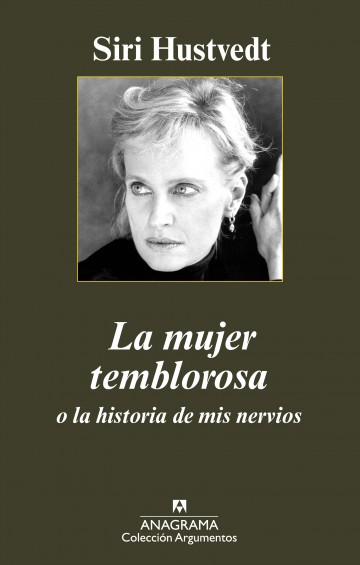 Siri Hustvedt
La mujer
temblorosa
o la historia de mis nervios
ANAGRAMA
Colección Argumentos